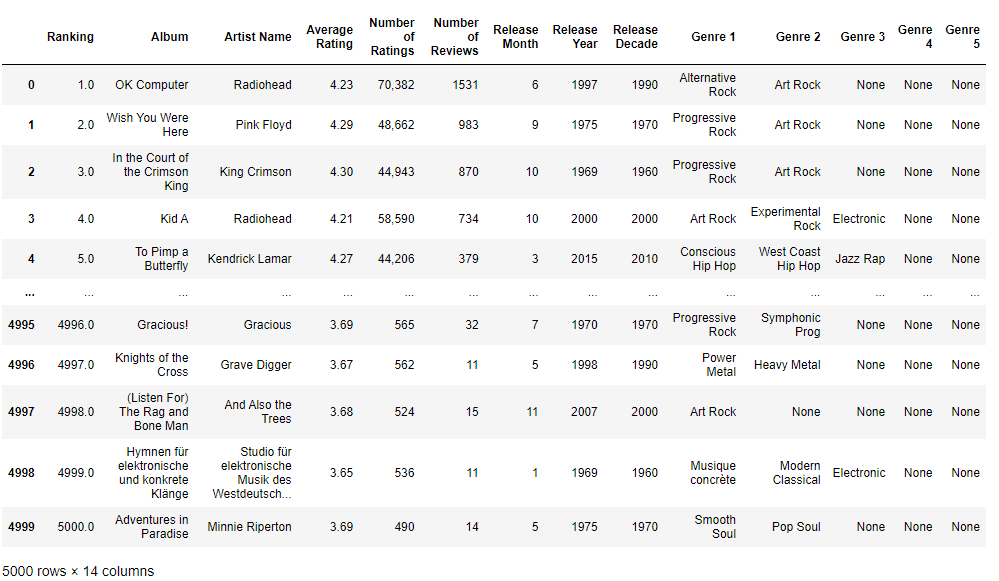 Ranking Album Artist Name Average Rating Number of Ratings Number of Reviews Release Month Release Year Release Decade Genre 1 Genre 2 Genre 3 Genre 4 Genre 5
0 1.0 OK Computer Radiohead 4.23 70,382 1531 6 1997 1990 Alternative Rock Art Rock None None None
1 2.0 Wish You Were Here Pink Floyd 4.29 48,662 983 9 1975 1970 Progressive Rock Art Rock None None None
2 3.0 In the Court of the Crimson King King Crimson 4.30 44,943 870 10 1969 1960 Progressive Rock Art Rock None None None
3 4.0 Kid A Radiohead 4.21 58,590 734 10 2000 2000 Art Rock Experimental Rock Electronic None None
4 5.0 To Pimp a Butterfly Kendrick Lamar 4.27 44,206 379 3 2015 2010 Conscious Hip Hop West Coast Hip Hop Jazz Rap None None
... ... ... ... ... ... ... ... ... ... ... ... ... ... ...
4995 4996.0 Gracious! Gracious 3.69 565 32 7 1970 1970 Progressive Rock Symphonic Prog None None None
4996 4997.0 Knights of the Cross Grave Digger 3.67 562 11 5 1998 1990 Power Metal Heavy Metal None None None
4997 4998.0 (Listen For) The Rag and Bone Man And Also the Trees 3.68 524 15 11 2007 2000 Art Rock None None None None
4998 4999.0 Hymnen für elektronische und konkrete Klänge Studio für elektronische Musik des Westdeutsch... 3.65 536 11 1 1969 1960 Musique concrète Modern Classical Electronic None None
4999 5000.0 Adventures in Paradise Minnie Riperton 3.69 490 14 5 1975 1970 Smooth Soul Pop Soul None None None
5000 rows × 14 columns